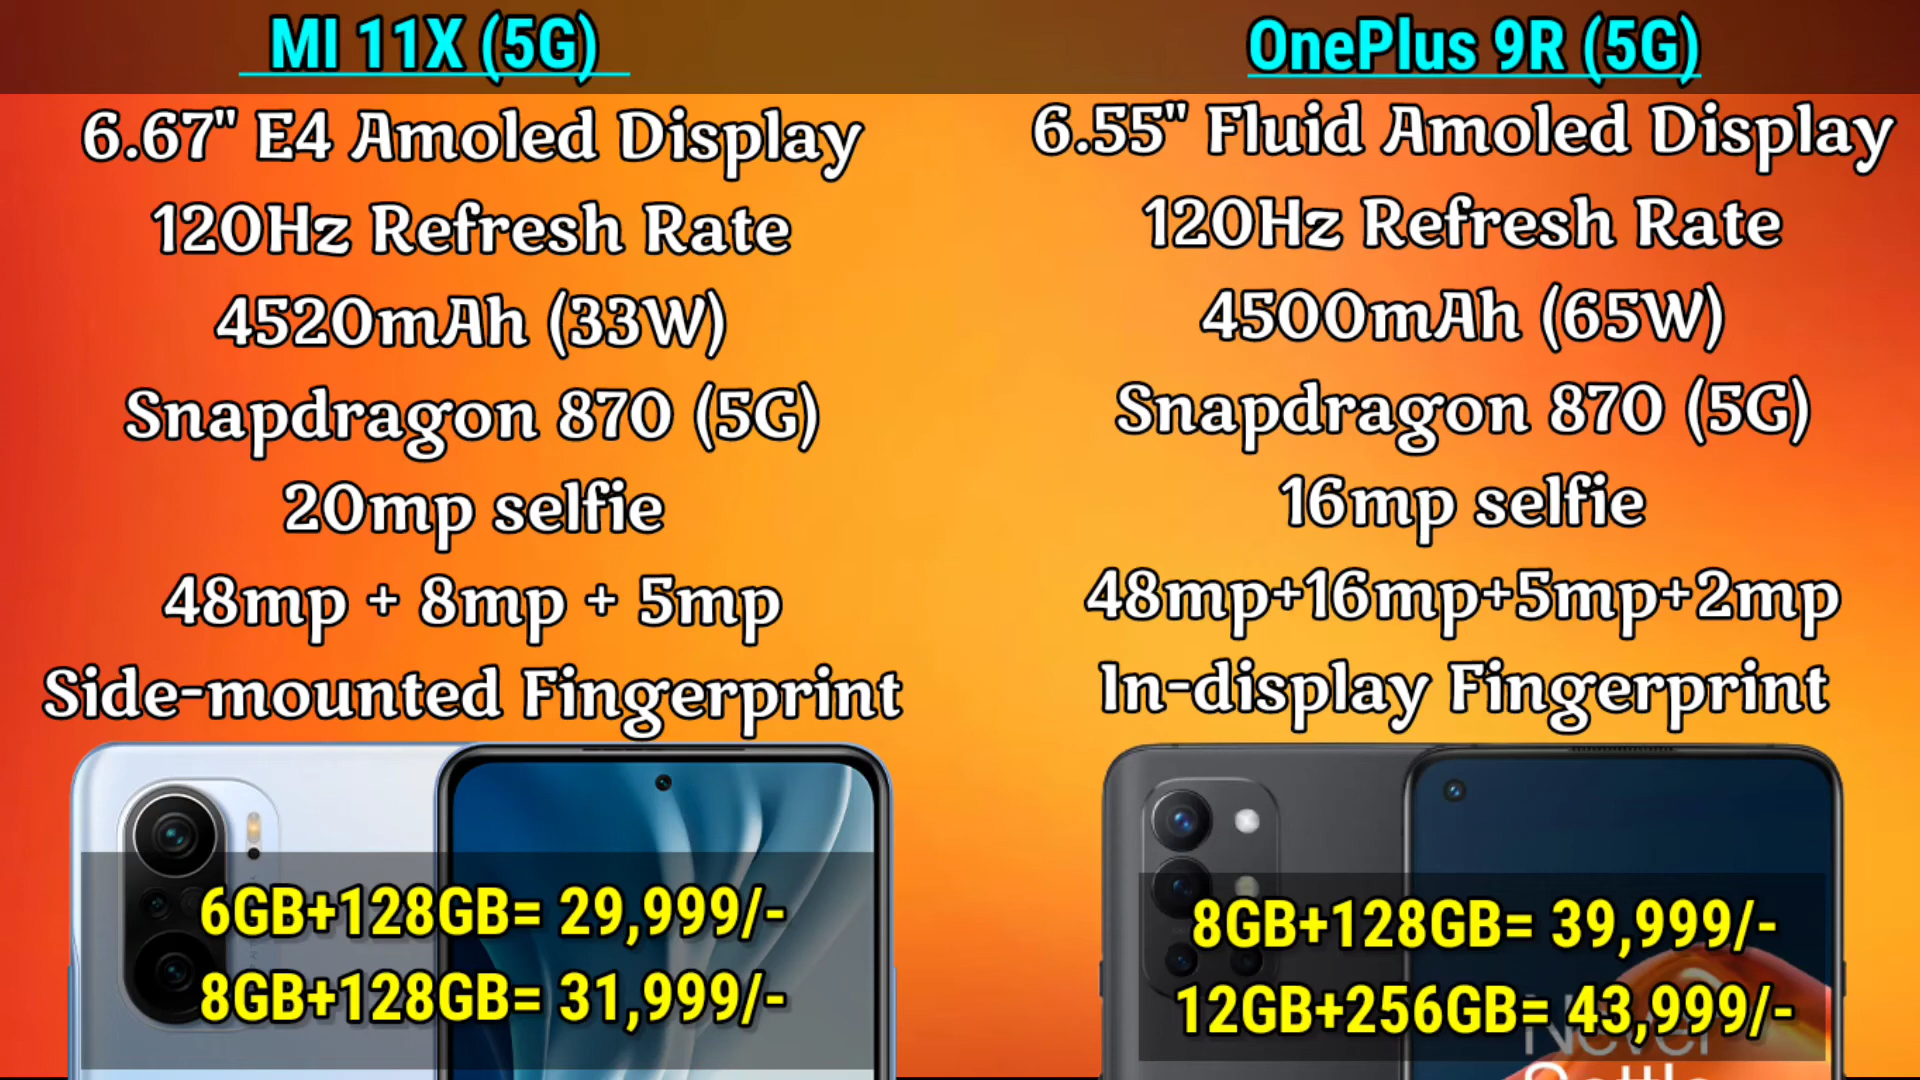 MI 11X (5G)
6.67" E4 Amoled Display
120Hz Refresh Rate
4520mAh (33W)
Snapdragon 870 (5G)
20mp selfie
48mp + 8mp + 5mp
Side-mounted Fingerprint
6GB+128GB= 29,999/-
8GB+128GB= 31,999/-
OnePlus 9R (5G)
6.55" Fluid Amoled Display
120Hz Refresh Rate
4500mAh (65W)
Snapdragon 870 (5G)
16mp selfie
48mp+16mp+5mp+2mp
In-display Fingerprint
8GB+128GB= 39,999/-
12GB+256GB= 43,999/-
Never
Settle